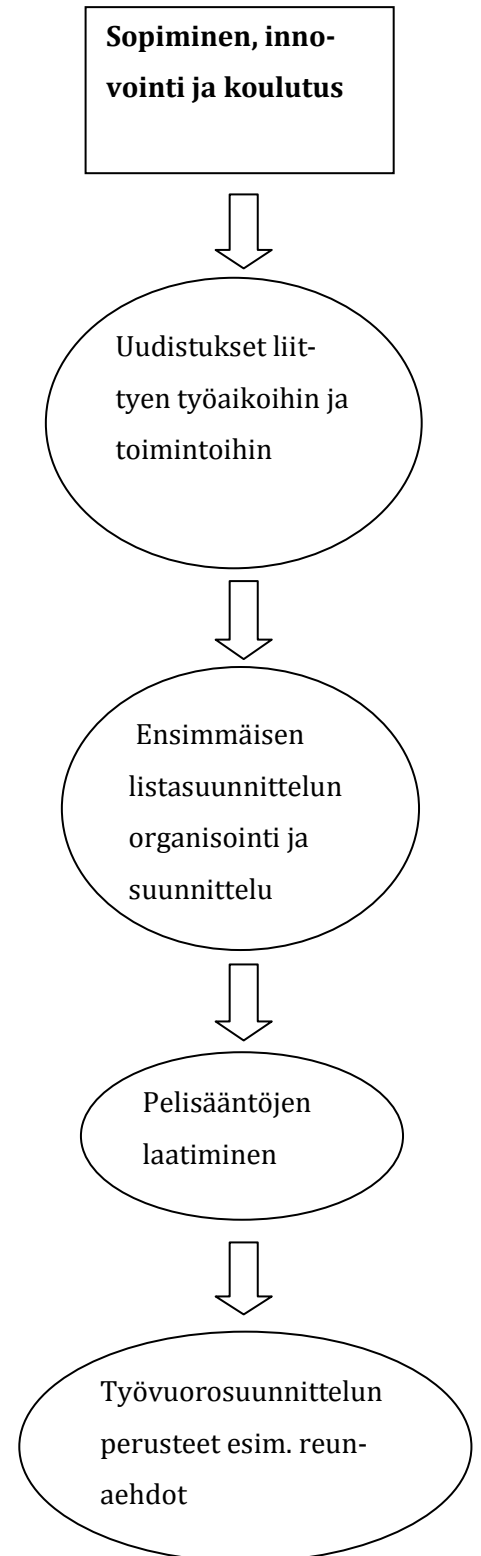 Sopiminen, inno-
vointi ja koulutus
Uudistukset liit-
tyen työaikoihin ja
toimintoihin
Ensimmäisen
listasuunnittelun
organisointi ja
suunnittelu
Pelisääntöjen
laatiminen
Työvuorosuunnittelun
perusteet esim. reun-
aehdot